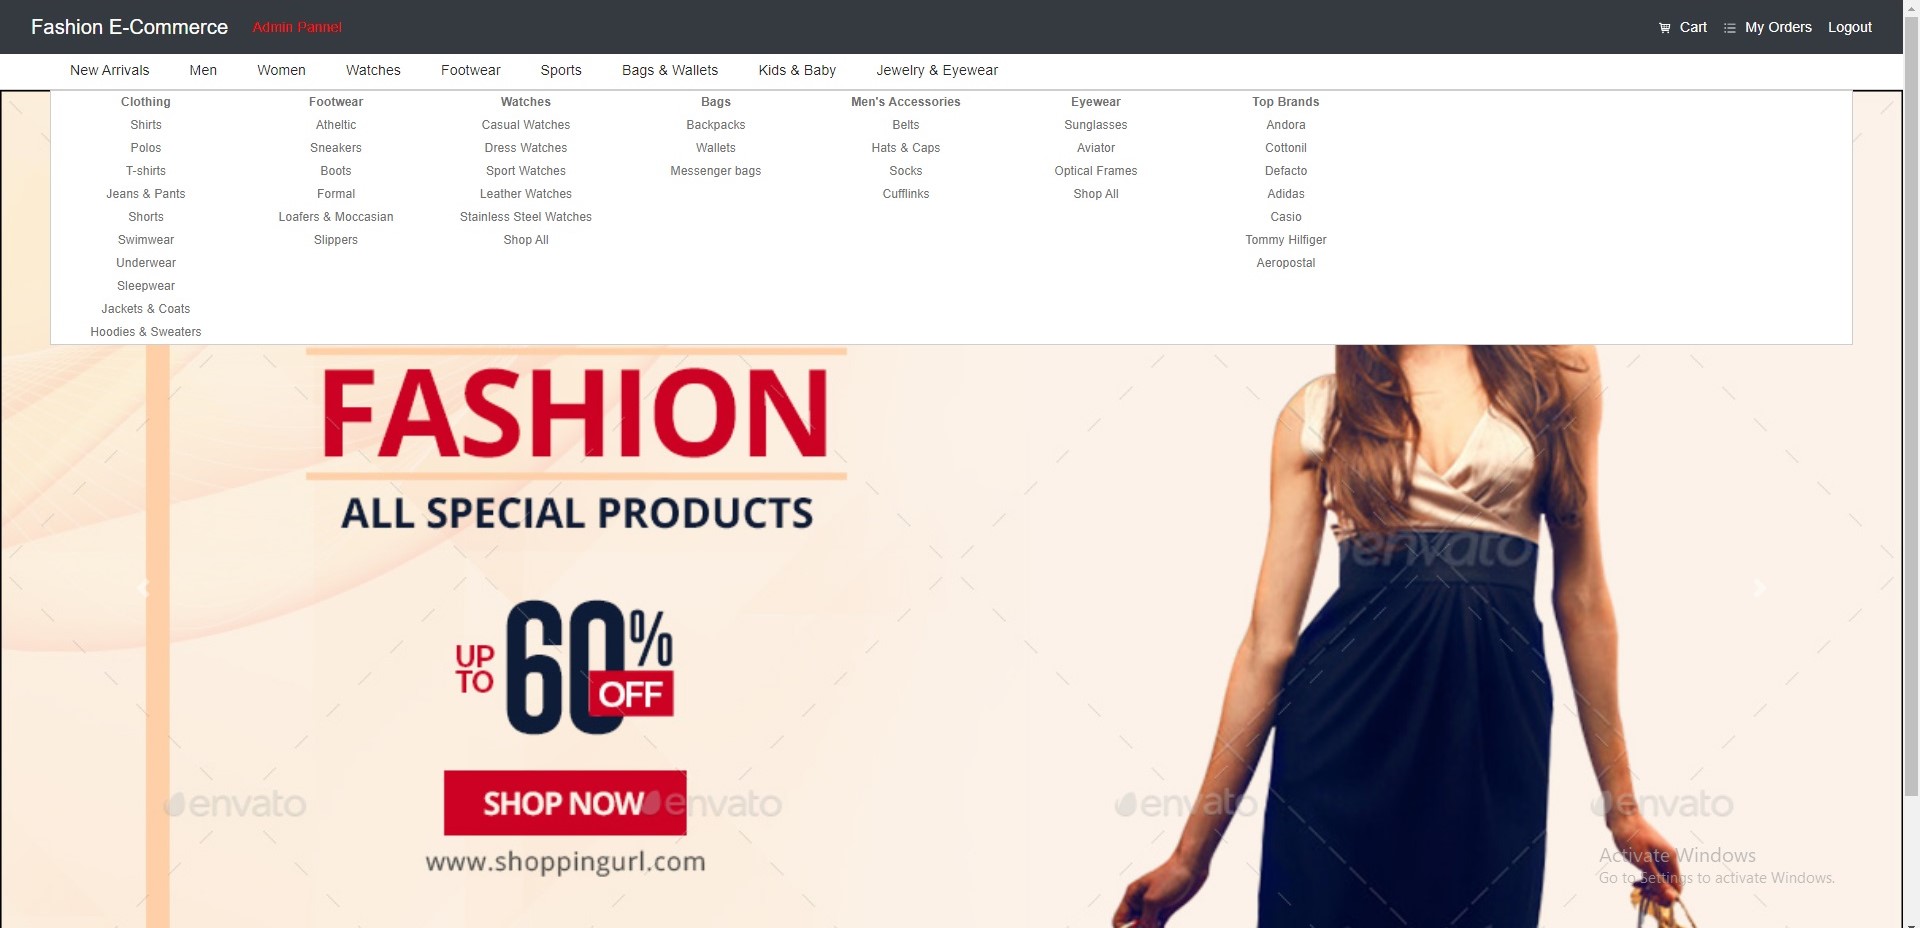 Fashion E-Commerce Admin Pannel Cart My Orders Logout
New Arrivals Men Women Watches Footwear Sports Bags & Wallets Kids & Baby Jewelry & Eyewear
Clothing
Shirts
Polos
T-shirts
Jeans & Pants
Shorts
Swimwear
Underwear
Sleepwear
Jackets & Coats
Hoodies & Sweaters
Footwear
Atheltic
Sneakers
Boots
Formal
Loafers & Moccasian
Slippers
Watches
Casual Watches
Dress Watches
Sport Watches
Leather Watches
Stainless Steel Watches
Shop All
Bags
Backpacks
Wallets
Messenger bags
Men's Accessories
Belts
Hats & Caps
Socks
Cufflinks
Eyewear
Sunglasses
Aviator
Optical Frames
Shop All
Top Brands
Andora
Cottonil
Defacto
Adidas
Casio
Tommy Hilfiger
Aeropostal
FASHION
ALL SPECIAL PRODUCTS
UP TO 60% OFF
SHOP NOW
www.shoppingurl.com
envato
envato
envato
envato
envato
Activate Windows
Go to Settings to activate Windows.